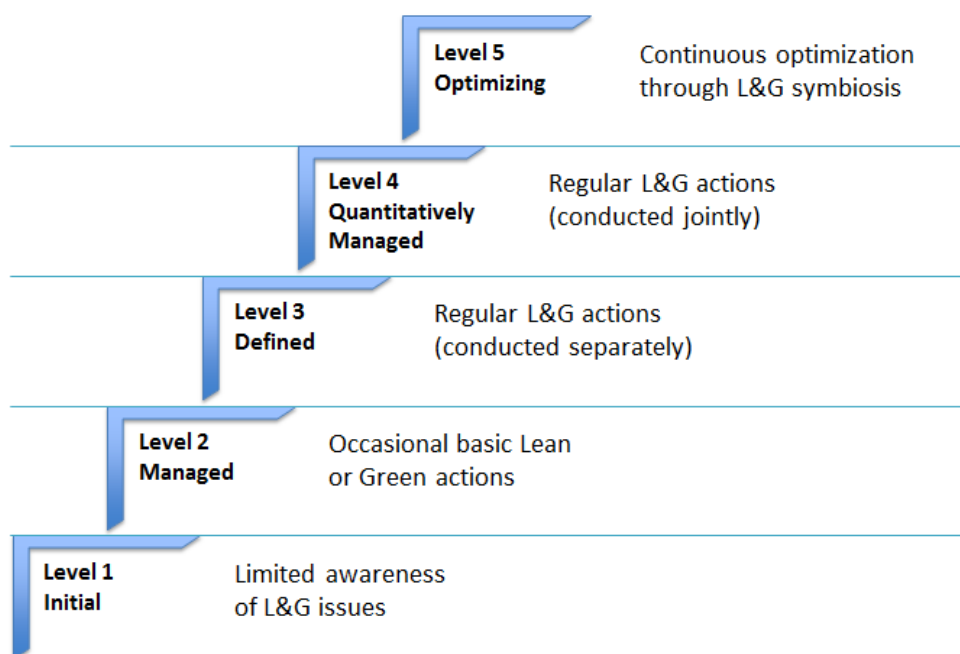 Level 5
Optimizing
Continuous optimization
through L&G symbiosis
Level 4
Quantitatively
Managed
Regular L&G actions
(conducted jointly)
Level 3
Defined
Regular L&G actions
(conducted separately)
Level 2
Managed
Occasional basic Lean
or Green actions
Level 1
Initial
Limited awareness
of L&G issues